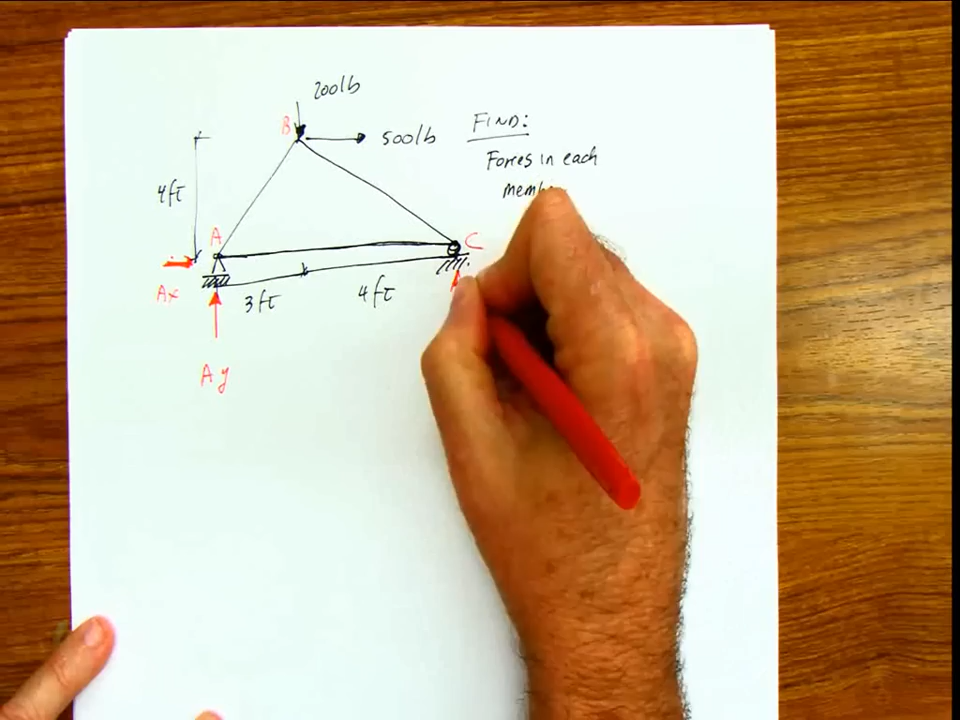 200lb
B
500lb
FIND:
Forces in each
4ft
A
C
Ax
3ft
4ft
Ay